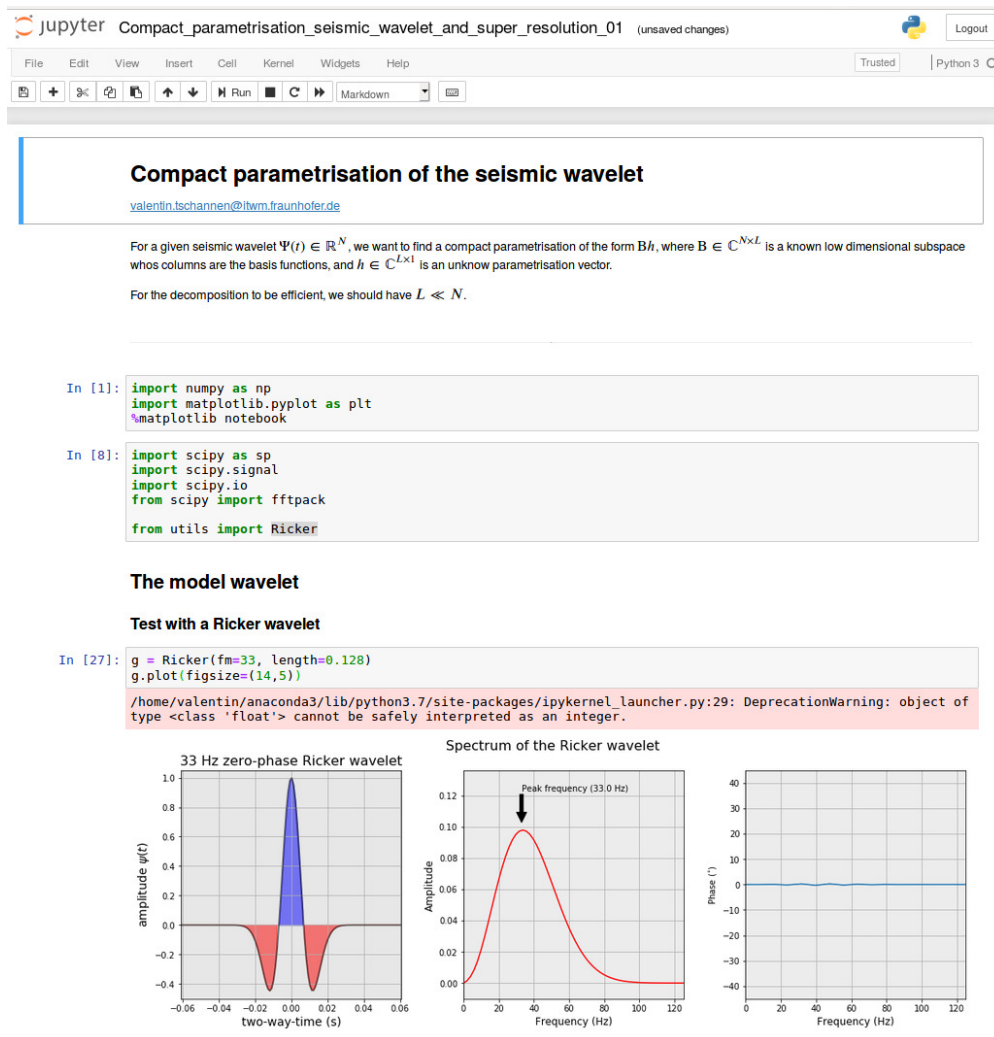 jupyter Compact_parametrisation_seismic_wavelet_and_super_resolution_01 (unsaved changes) Logout
File Edit View Insert Cell Kernel Widgets Help Trusted Python 3
Run Markdown
Compact parametrisation of the seismic wavelet
valentin.tschannen@itwm.fraunhofer.de
For a given seismic wavelet Ψ(t) ∈ ℝ^N, we want to find a compact parametrisation of the form Bh, where B ∈ ℂ^{N×L} is a known low dimensional subspace
whos columns are the basis functions, and h ∈ ℂ^{L×1} is an unknow parametrisation vector.
For the decomposition to be efficient, we should have L ≪ N.
In [1]: import numpy as np
import matplotlib.pyplot as plt
%matplotlib notebook
In [8]: import scipy as sp
import scipy.signal
import scipy.io
from scipy import fftpack
from utils import Ricker
The model wavelet
Test with a Ricker wavelet
In [27]: g = Ricker(fm=33, length=0.128)
g.plot(figsize=(14,5))
/home/valentin/anaconda3/lib/python3.7/site-packages/ipykernel_launcher.py:29: DeprecationWarning: object of
type <class 'float'> cannot be safely interpreted as an integer.
33 Hz zero-phase Ricker wavelet
1.0
0.8
0.6
0.4
0.2
0.0
−0.2
−0.4
amplitude ψ(t)
−0.06 −0.04 −0.02 0.00 0.02 0.04 0.06
two-way-time (s)
Spectrum of the Ricker wavelet
Peak frequency (33.0 Hz)
0.12
0.10
0.08
0.06
0.04
0.02
0.00
Amplitude
0 20 40 60 80 100 120
Frequency (Hz)
40
30
20
10
0
−10
−20
−30
−40
Phase (°)
0 20 40 60 80 100 120
Frequency (Hz)